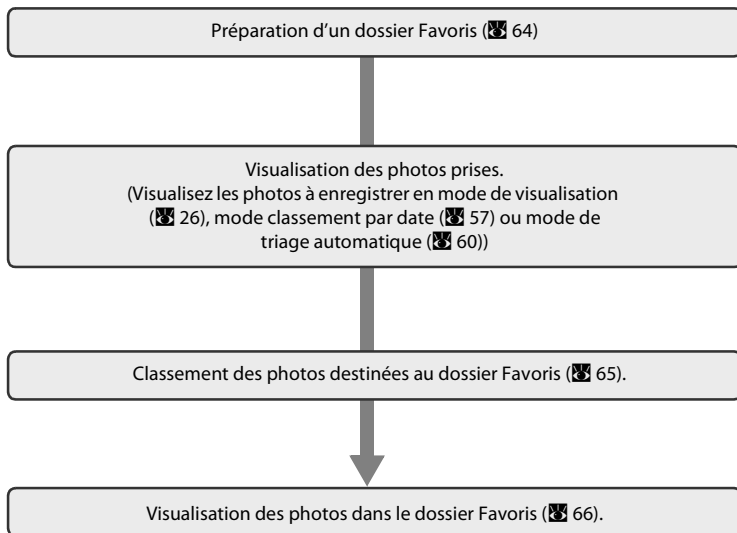 Préparation d’un dossier Favoris (64)
Visualisation des photos prises.
(Visualisez les photos à enregistrer en mode de visualisation
(26), mode classement par date (57) ou mode de
triage automatique (60))
Classement des photos destinées au dossier Favoris (65).
Visualisation des photos dans le dossier Favoris (66).